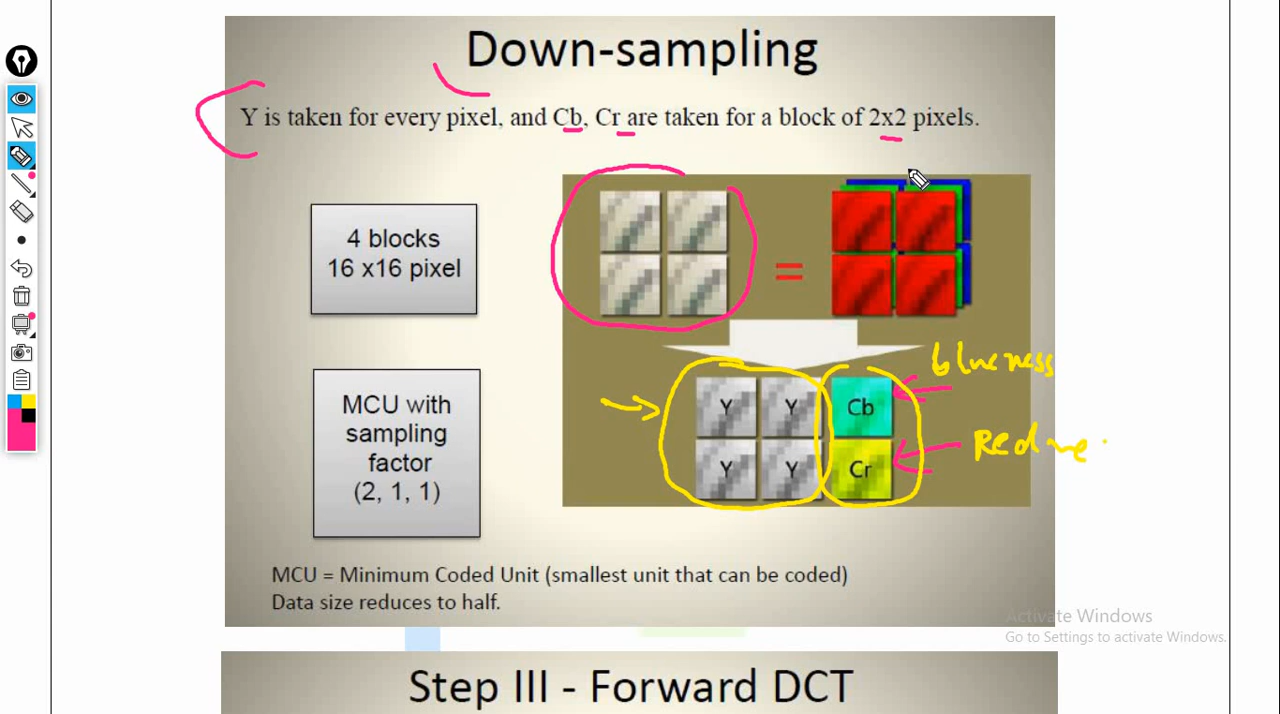 Down-sampling
Y is taken for every pixel, and Cb, Cr are taken for a block of 2x2 pixels.
4 blocks
16 x16 pixel
=
blueness
Y Y Cb
Y Y Cr
MCU with
sampling
factor
(2, 1, 1)
MCU = Minimum Coded Unit (smallest unit that can be coded)
Data size reduces to half.
Activate Windows
Go to Settings to activate Windows.
Step III - Forward DCT